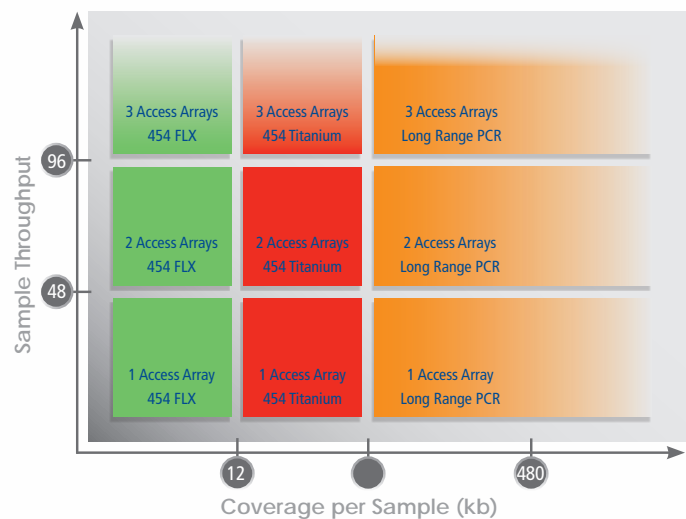 3 Access Arrays
454 FLX
3 Access Arrays
454 Titanium
3 Access Arrays
Long Range PCR
96
2 Access Arrays
454 FLX
2 Access Arrays
454 Titanium
2 Access Arrays
Long Range PCR
48
1 Access Array
454 FLX
1 Access Array
454 Titanium
1 Access Array
Long Range PCR
Sample Throughput
12
480
Coverage per Sample (kb)